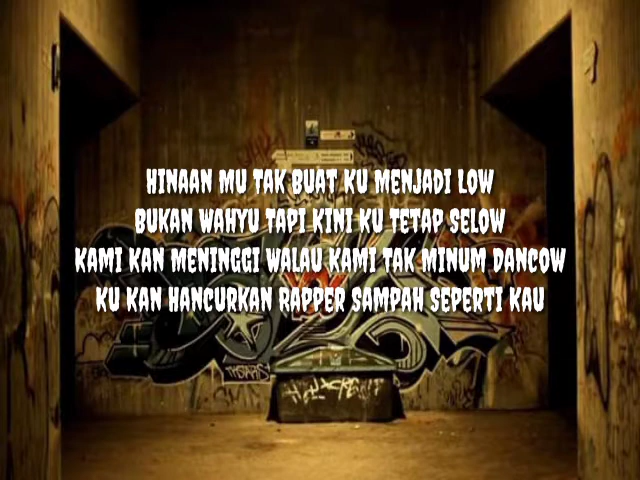 HINAAN MU TAK BUAT KU MENJADI LOW
BUKAN WAHYU TAPI KINI KU TETAP SELOW
KAMI KAN MENINGGI WALAU KAMI TAK MINUM DANCOW
KU KAN HANCURKAN RAPPER SAMPAH SEPERTI KAU